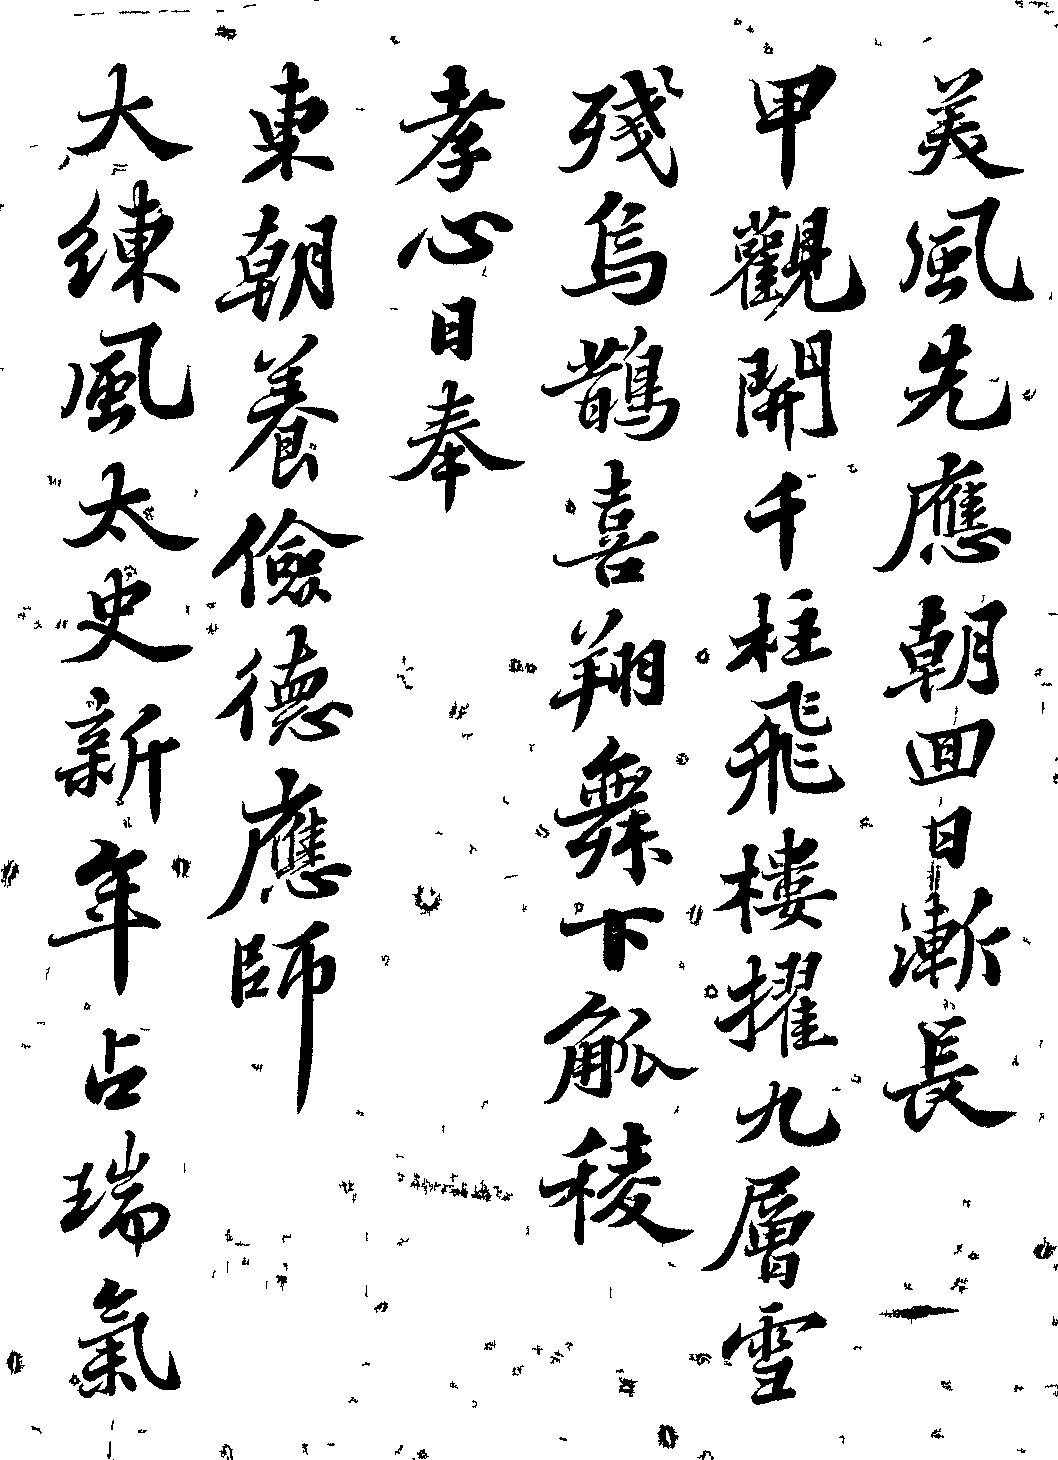 美風先應朝回日漸長
甲觀開千柱飛樓擢九層雪
殘烏鵲喜翔舞下觚稜
孝心日奉
東朝養儉德應師
大練風太史新年占瑞氣